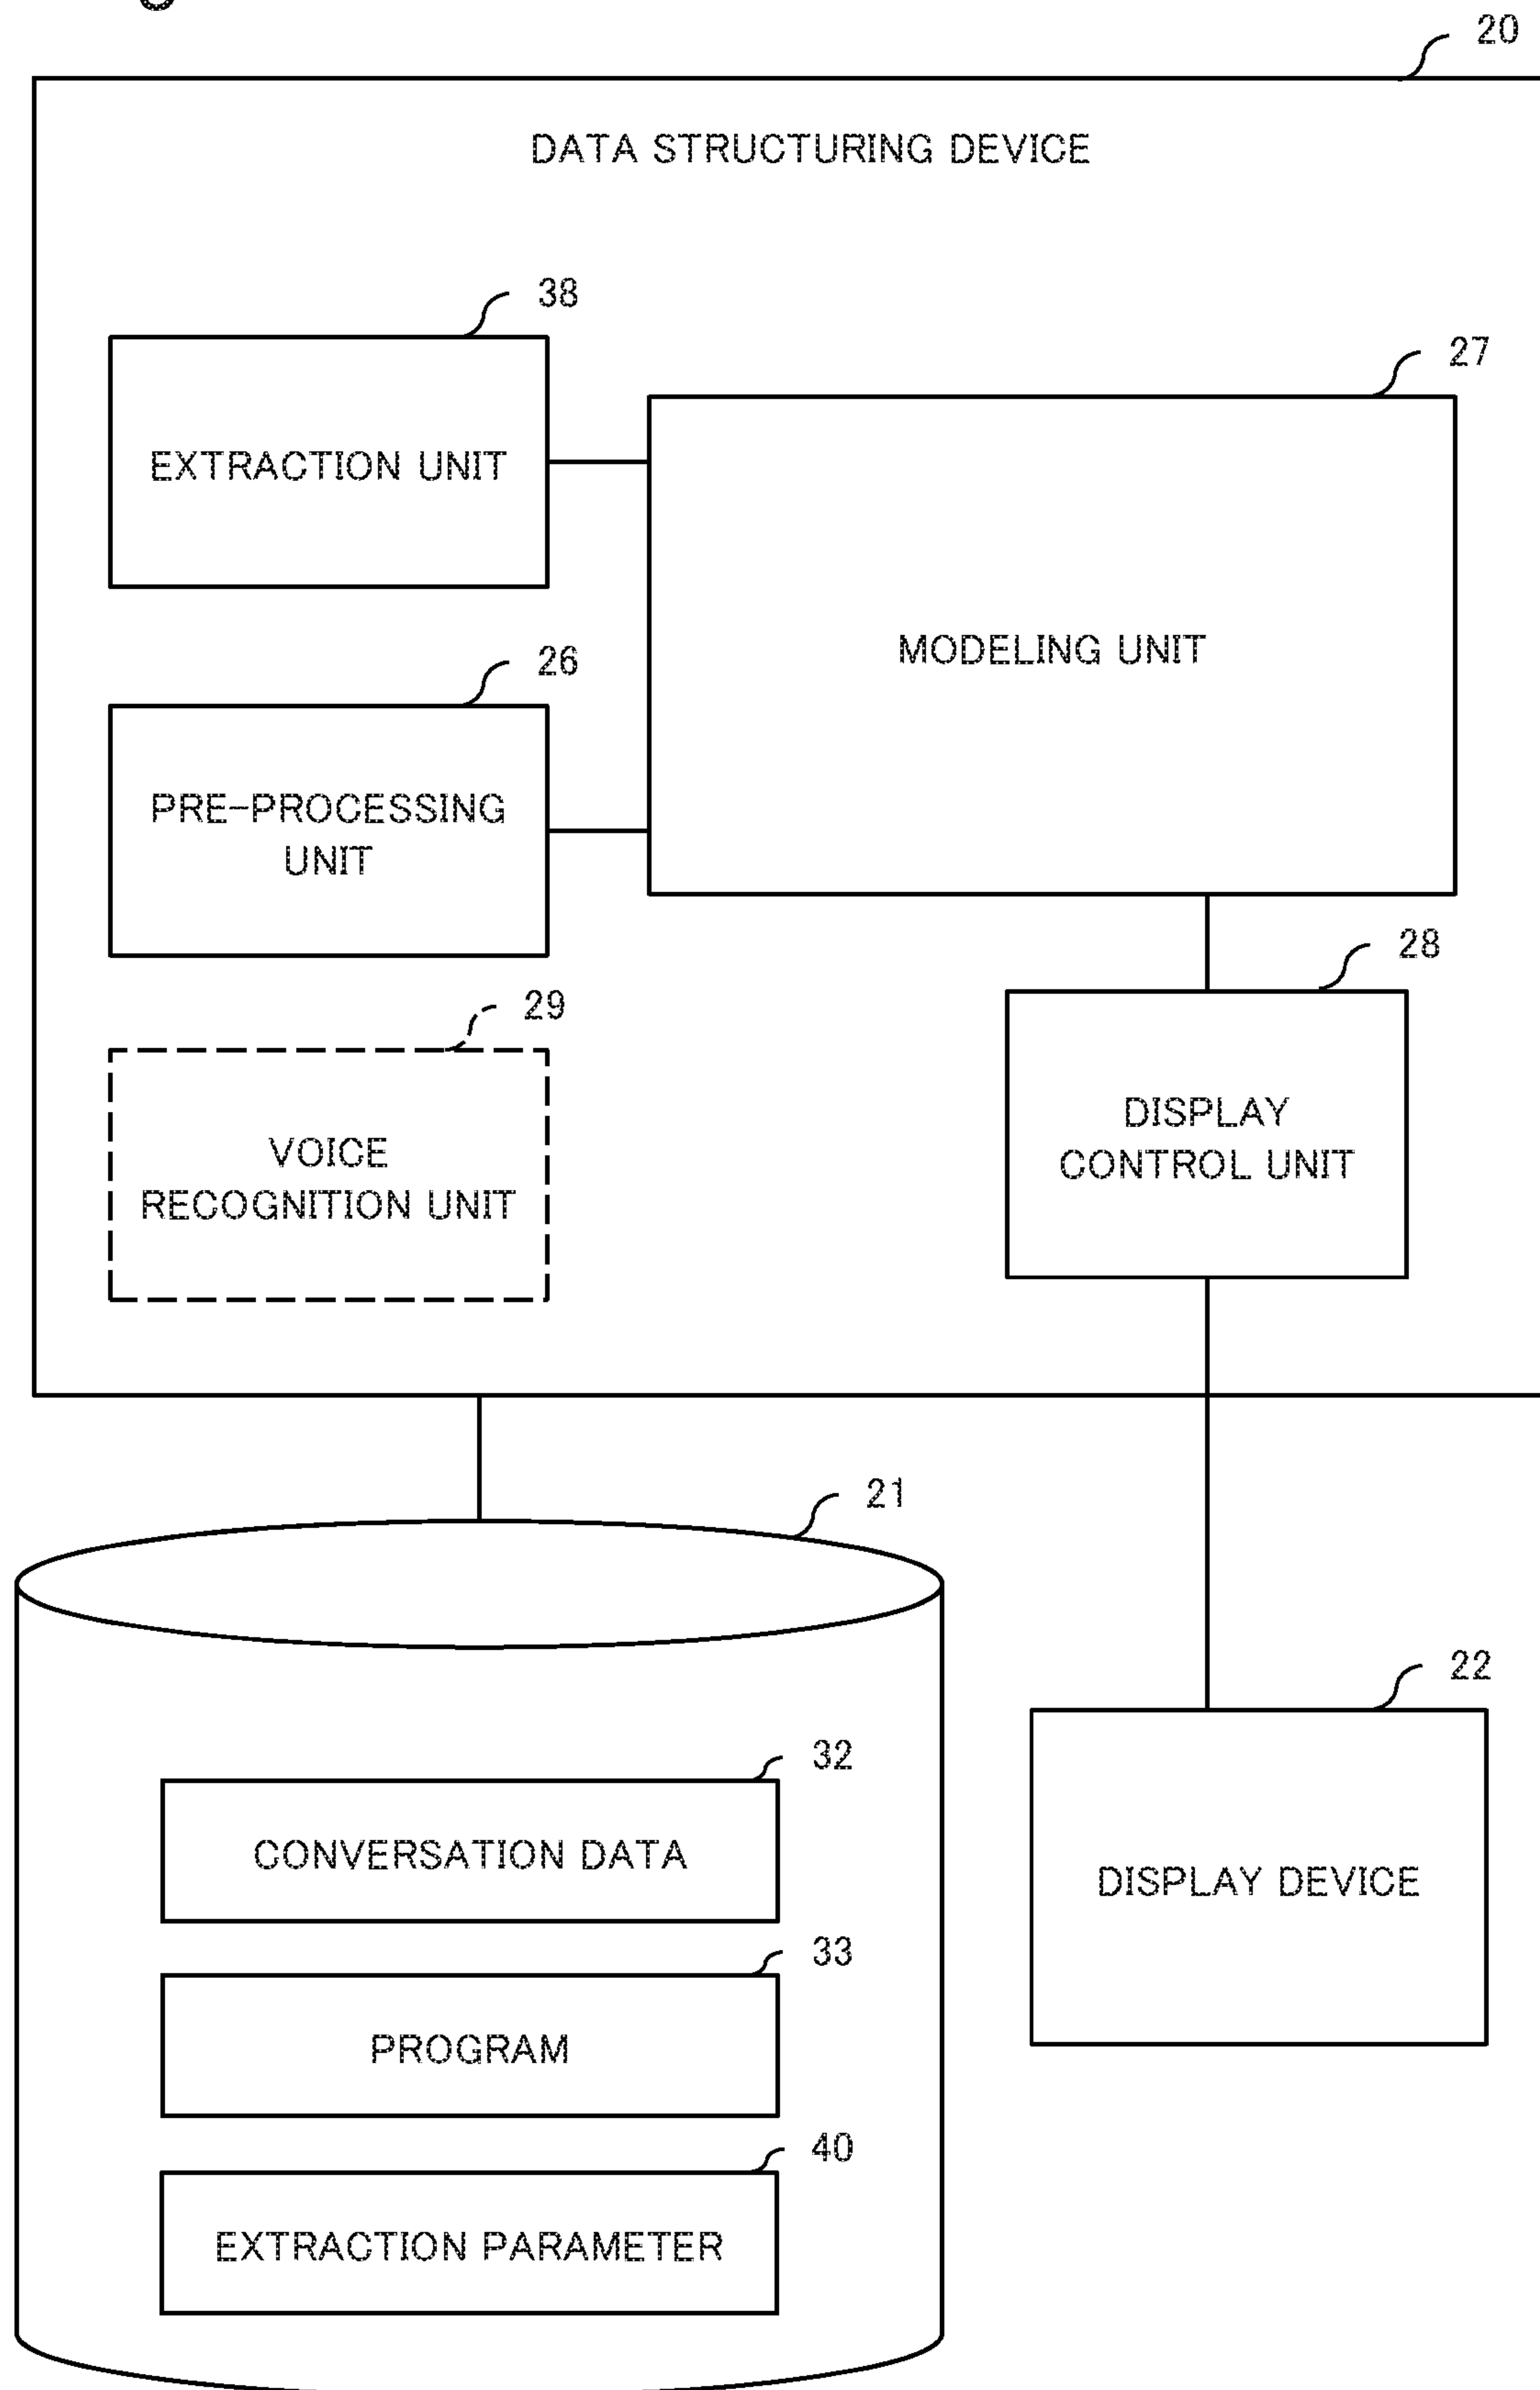 20
DATA STRUCTURING DEVICE
38
27
EXTRACTION UNIT
MODELING UNIT
26
PRE-PROCESSING
UNIT
28
29
DISPLAY
CONTROL UNIT
VOICE
RECOGNITION UNIT
21
22
32
CONVERSATION DATA
DISPLAY DEVICE
33
PROGRAM
40
EXTRACTION PARAMETER